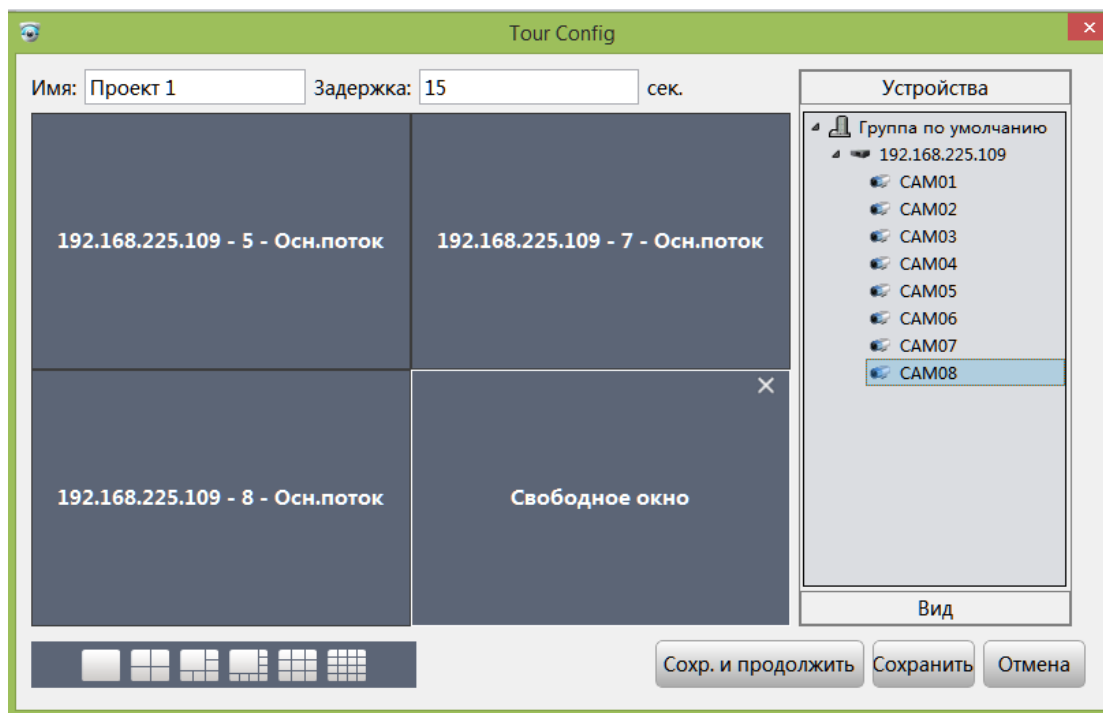 Tour Config
Имя: Проект 1 Задержка: 15 сек.
Устройства
Группа по умолчанию
192.168.225.109
CAM01
CAM02
CAM03
CAM04
CAM05
CAM06
CAM07
CAM08
192.168.225.109 - 5 - Осн.поток
192.168.225.109 - 7 - Осн.поток
192.168.225.109 - 8 - Осн.поток
Свободное окно
Вид
Сохр. и продолжить Сохранить Отмена